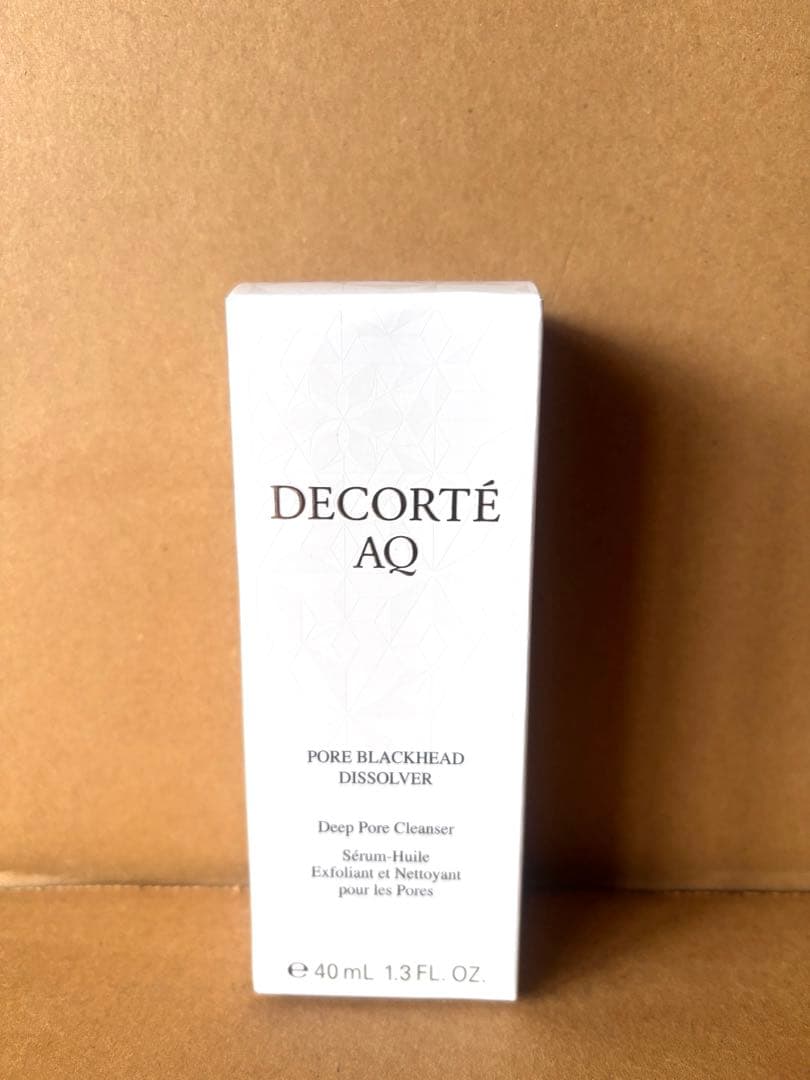 DECORTÉ
AQ
PORE BLACKHEAD
DISSOLVER
Deep Pore Cleanser
Sérum-Huile
Exfoliant et Nettoyant
pour les Pores
℮ 40 mL 1.3 FL. OZ.